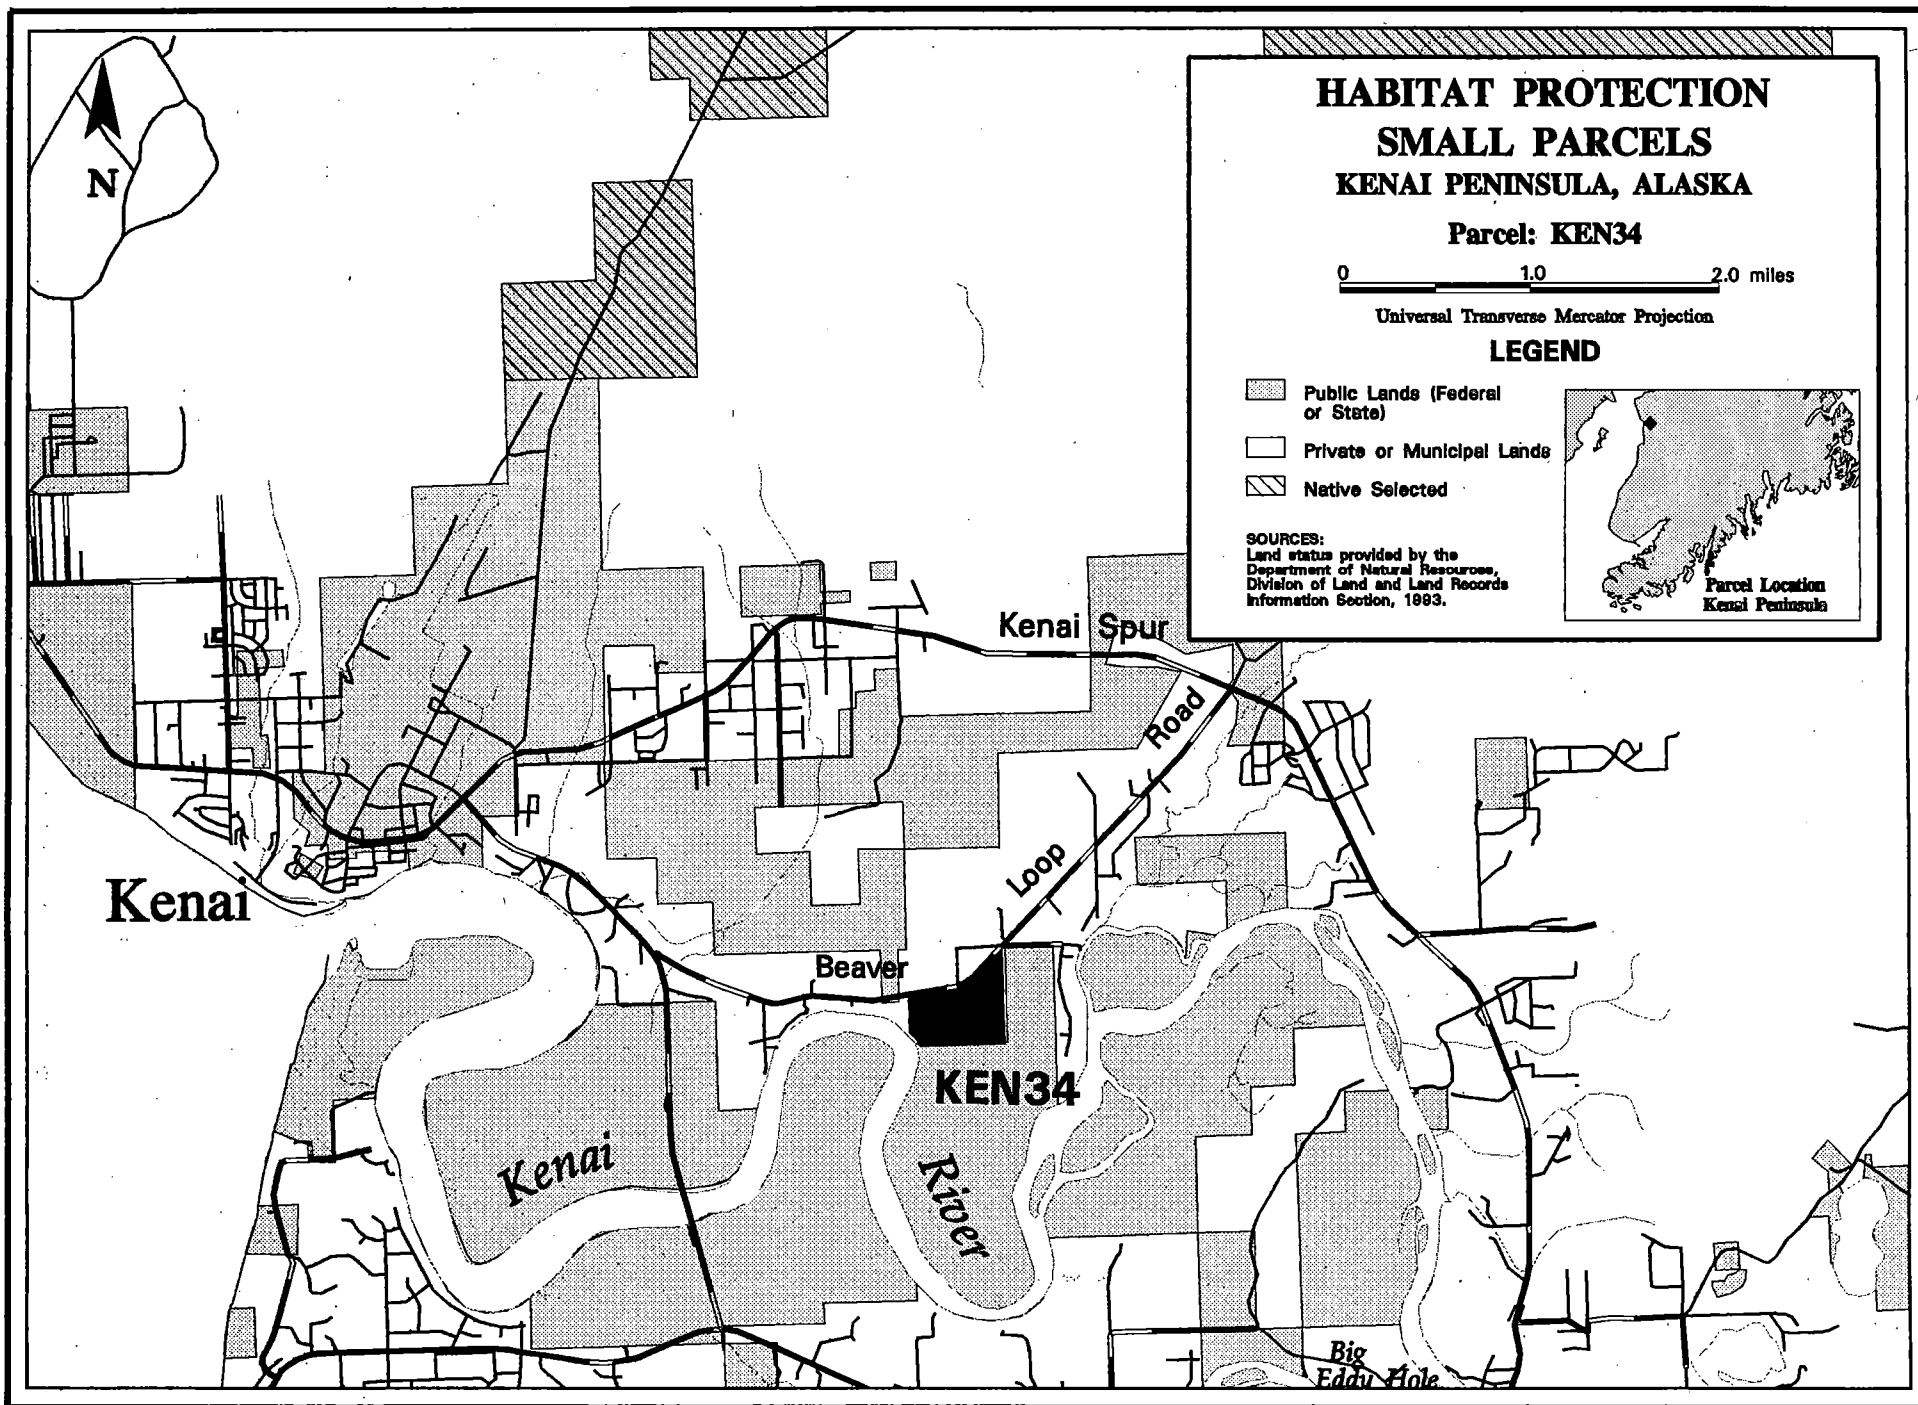 HABITAT PROTECTION
SMALL PARCELS
KENAI PENINSULA, ALASKA
Parcel: KEN34
0 1.0 2.0 miles
Universal Transverse Mercator Projection
LEGEND
Public Lands (Federal
or State)
Private or Municipal Lands
Native Selected
SOURCES:
Land status provided by the
Department of Natural Resources,
Division of Land and Land Records
Information Section, 1993.
Parcel Location
Kenai Peninsula
N
Kenai Spur
Road
Loop
Beaver
Kenai
KEN34
Kenai
River
Big
Eddy Hole